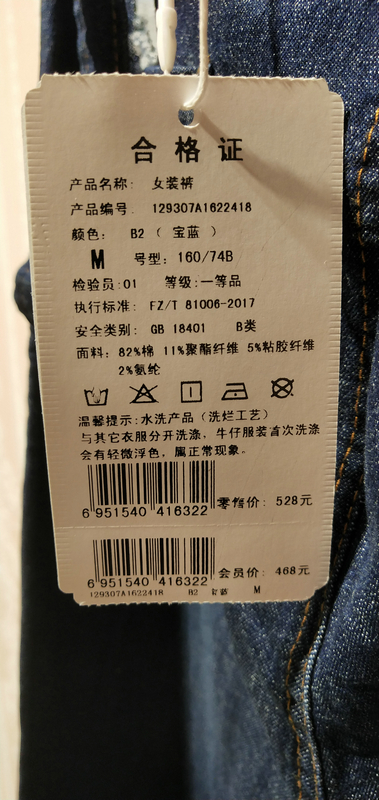 合格证
产品名称: 女装裤
产品编号 129307A1622418
颜色: B2 ( 宝蓝 )
M 号型: 160/74B
检验员:01 等级:一等品
执行标准: FZ/T 81006-2017
安全类别: GB 18401 B类
面料: 82%棉 11%聚酯纤维 5%粘胶纤维
2%氨纶
温馨提示:水洗产品(洗烂工艺)
与其它衣服分开洗涤, 牛仔服装首次洗涤
会有轻微浮色, 属正常现象。
零售价: 528元
6 951540 416322
会员价: 468元
6 951540 416322
129307A1622418 B2 M